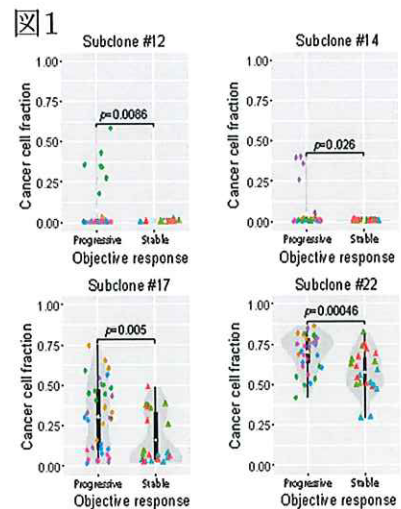 図1
Subclone #12
Cancer cell fraction
1.00
0.75
0.50
0.25
0.00
p=0.0086
Progressive Stable
Objective response
Subclone #14
Cancer cell fraction
1.00
0.75
0.50
0.25
0.00
p=0.026
Progressive Stable
Objective response
Subclone #17
Cancer cell fraction
1.00
0.75
0.50
0.25
0.00
p=0.005
Progressive Stable
Objective response
Subclone #22
Cancer cell fraction
1.00
0.75
0.50
0.25
0.00
p=0.00046
Progressive Stable
Objective response